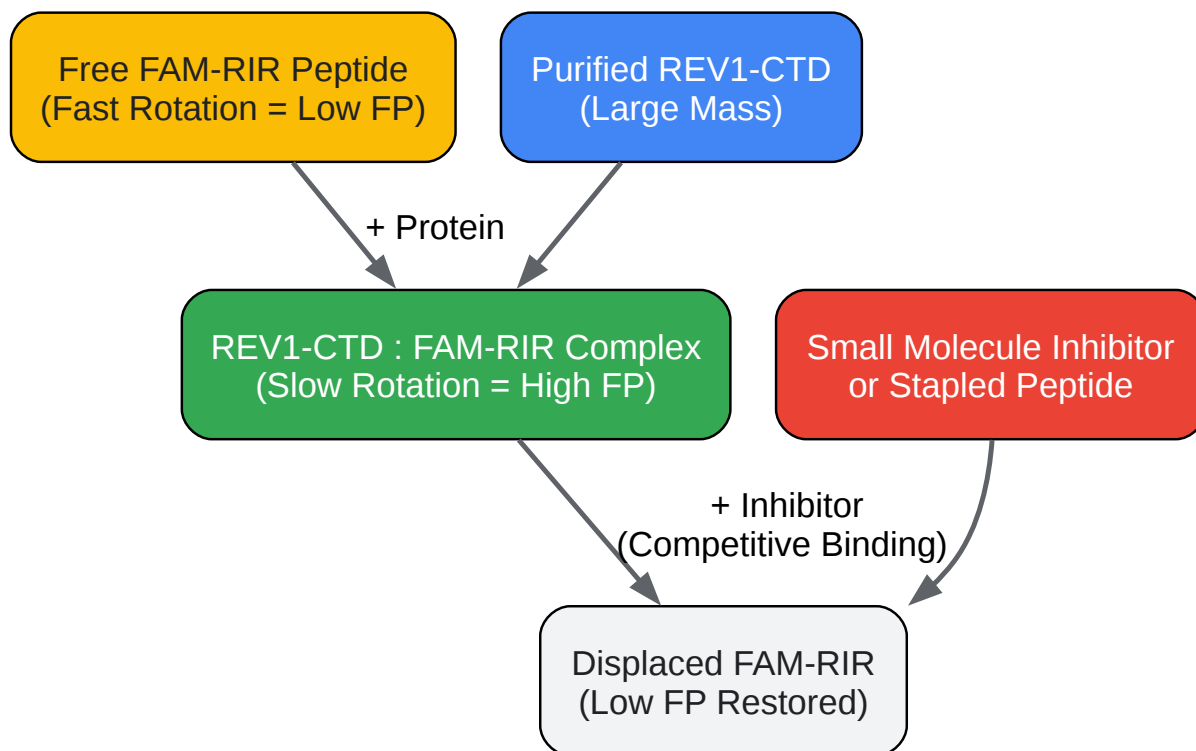 Free FAM-RIR Peptide
(Fast Rotation = Low FP)
Purified REV1-CTD
(Large Mass)
+ Protein
REV1-CTD : FAM-RIR Complex
(Slow Rotation = High FP)
Small Molecule Inhibitor
or Stapled Peptide
+ Inhibitor
(Competitive Binding)
Displaced FAM-RIR
(Low FP Restored)